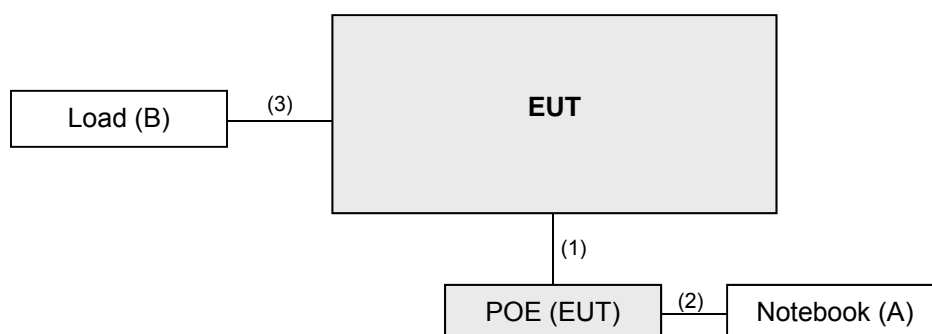 EUT
Load (B)
(3)
(1)
POE (EUT)
(2)
Notebook (A)